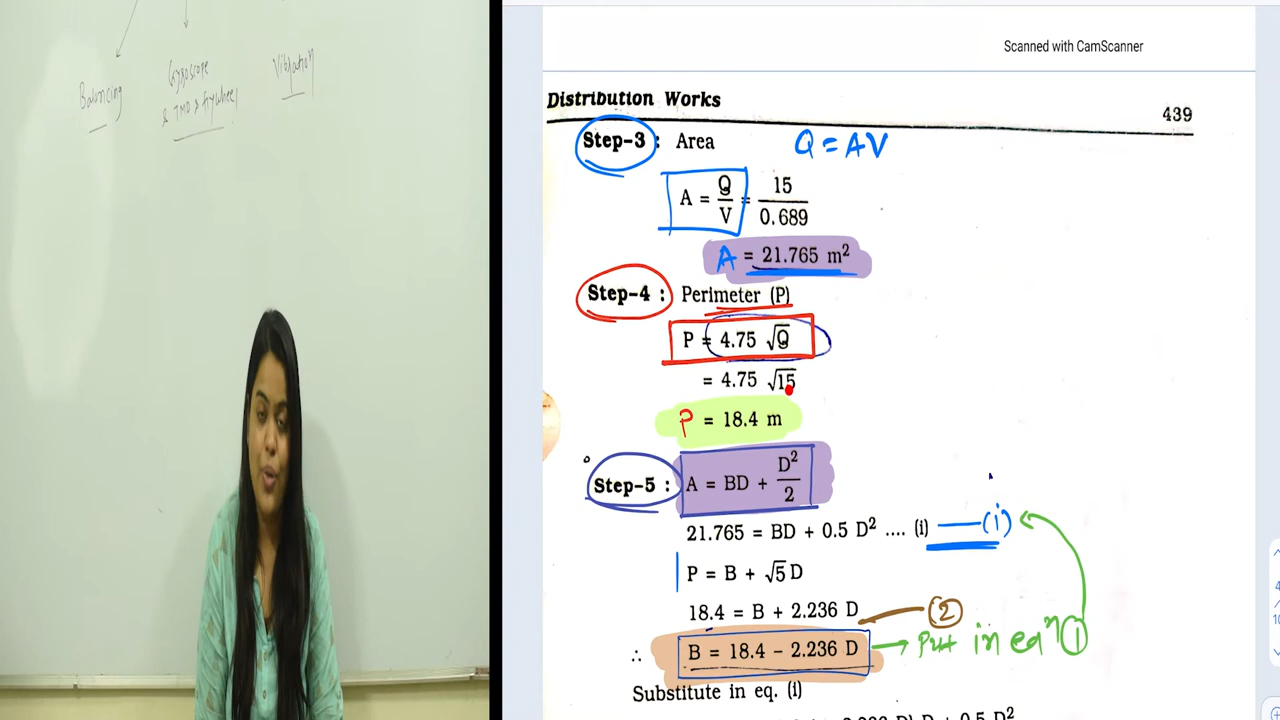 Balancing
Gyroscope
& TMD & flywheel
Vibration
Scanned with CamScanner
Distribution Works
439
Step-3 : Area
Q = AV
A = Q/V = 15/0.689
A = 21.765 m²
Step-4 : Perimeter (P)
P = 4.75 √Q
= 4.75 √15
P = 18.4 m
Step-5 : A = BD + D²/2
21.765 = BD + 0.5 D² .... (i) —(i)
P = B + √5 D
18.4 = B + 2.236 D
②
∴ B = 18.4 − 2.236 D → Put in eqⁿ ①
Substitute in eq. (i)